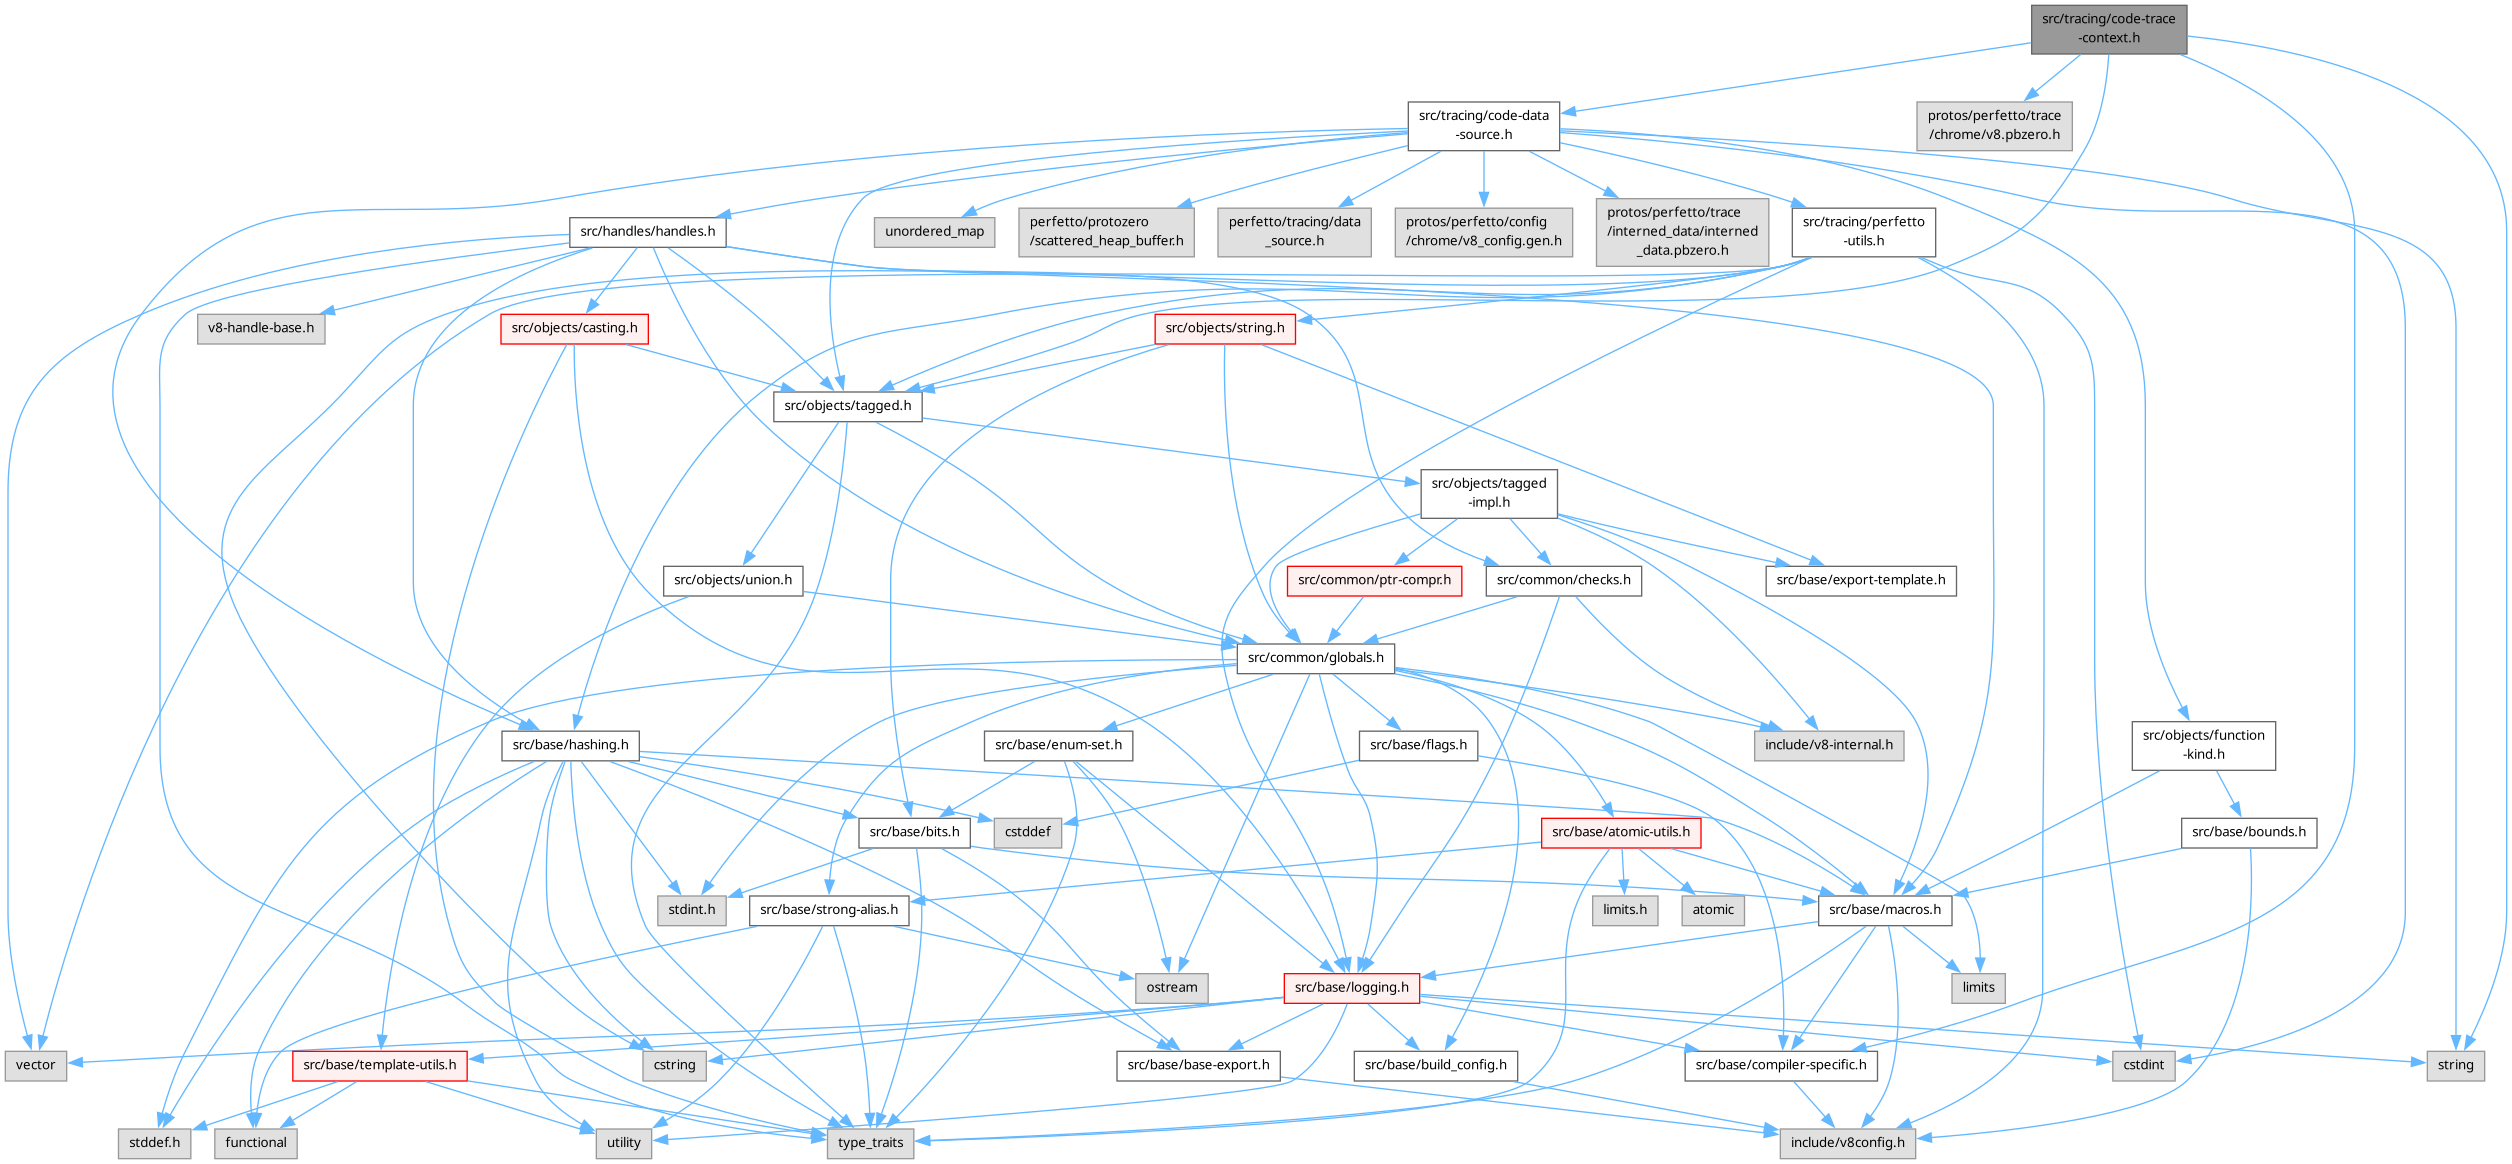 src/tracing/code-trace
-context.h
src/tracing/code-data
-source.h
protos/perfetto/trace
/chrome/v8.pbzero.h
src/handles/handles.h
unordered_map
perfetto/protozero
/scattered_heap_buffer.h
perfetto/tracing/data
_source.h
protos/perfetto/config
/chrome/v8_config.gen.h
protos/perfetto/trace
/interned_data/interned
_data.pbzero.h
src/tracing/perfetto
-utils.h
v8-handle-base.h
src/objects/casting.h
src/objects/string.h
src/objects/tagged.h
src/objects/tagged
-impl.h
src/objects/union.h
src/common/ptr-compr.h
src/common/checks.h
src/base/export-template.h
src/common/globals.h
src/base/hashing.h
src/base/enum-set.h
src/base/flags.h
include/v8-internal.h
src/objects/function
-kind.h
src/base/bits.h
cstddef
src/base/atomic-utils.h
src/base/bounds.h
stdint.h
src/base/strong-alias.h
limits.h
atomic
src/base/macros.h
ostream
src/base/logging.h
limits
vector
src/base/template-utils.h
cstring
src/base/base-export.h
src/base/build_config.h
src/base/compiler-specific.h
cstdint
string
stddef.h
functional
utility
type_traits
include/v8config.h